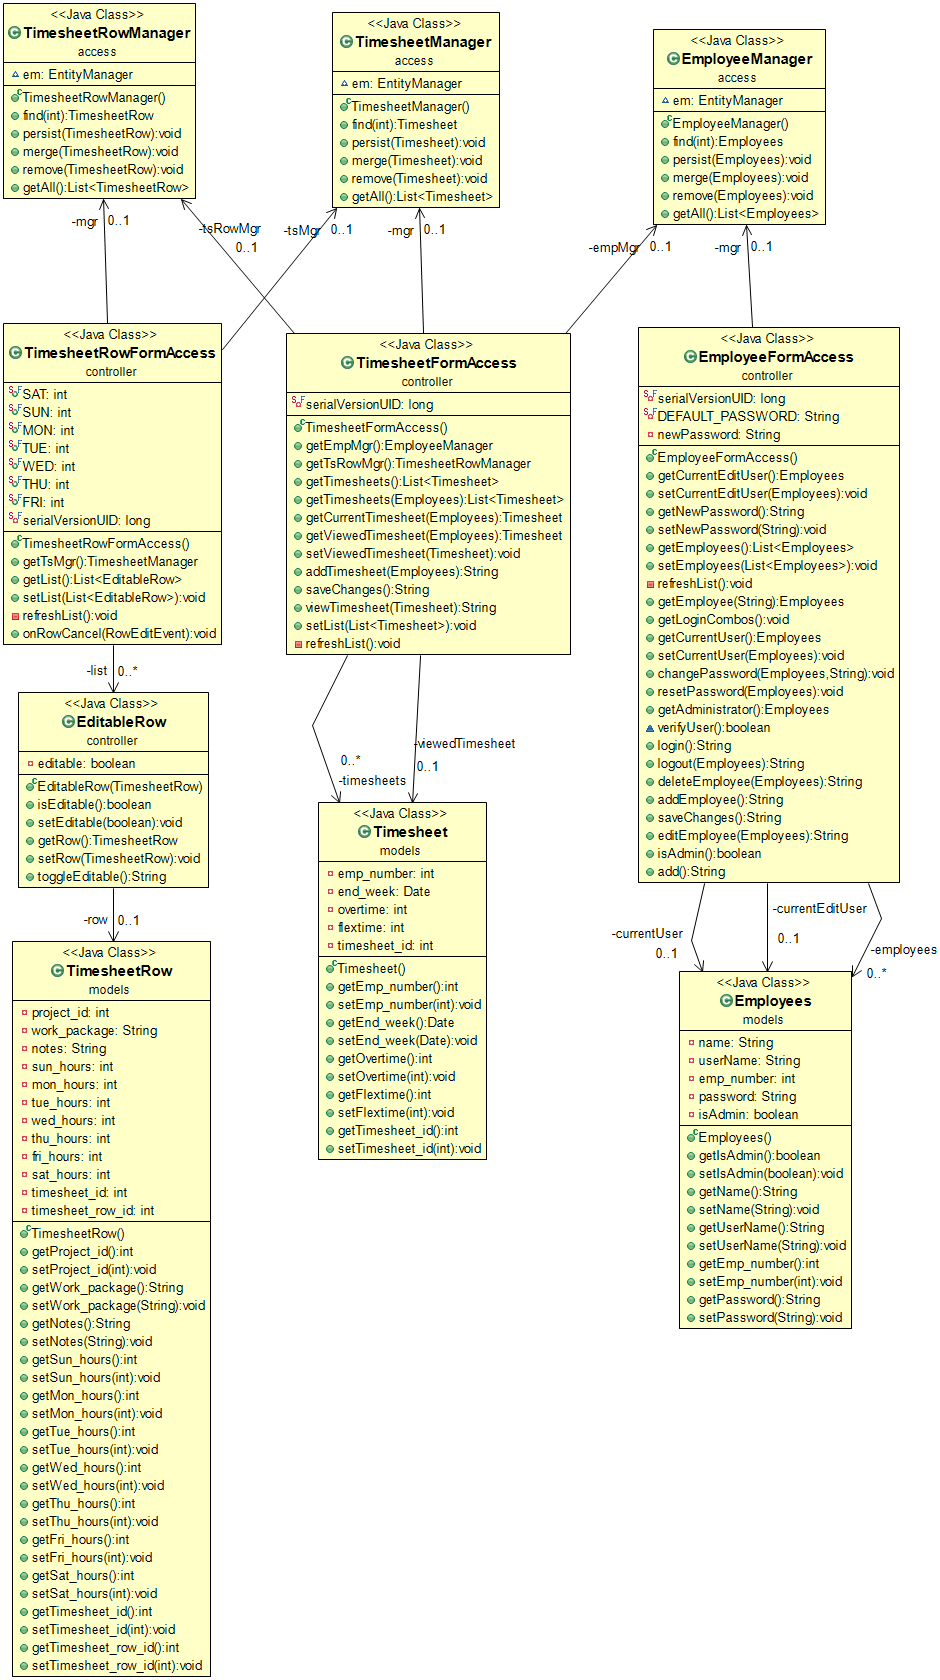 <<Java Class>>
TimesheetRowManager
access
em: EntityManager
TimesheetRowManager()
find(int):TimesheetRow
persist(TimesheetRow):void
merge(TimesheetRow):void
remove(TimesheetRow):void
getAll():List<TimesheetRow>
<<Java Class>>
TimesheetManager
access
em: EntityManager
TimesheetManager()
find(int):Timesheet
persist(Timesheet):void
merge(Timesheet):void
remove(Timesheet):void
getAll():List<Timesheet>
<<Java Class>>
EmployeeManager
access
em: EntityManager
EmployeeManager()
find(int):Employees
persist(Employees):void
merge(Employees):void
remove(Employees):void
getAll():List<Employees>
-mgr 0..1
-tsRowMgr
0..1
-tsMgr 0..1
-mgr 0..1
-empMgr 0..1
-mgr 0..1
<<Java Class>>
TimesheetRowFormAccess
controller
SAT: int
SUN: int
MON: int
TUE: int
WED: int
THU: int
FRI: int
serialVersionUID: long
TimesheetRowFormAccess()
getTsMgr():TimesheetManager
getList():List<EditableRow>
setList(List<EditableRow>):void
refreshList():void
onRowCancel(RowEditEvent):void
<<Java Class>>
TimesheetFormAccess
controller
serialVersionUID: long
TimesheetFormAccess()
getEmpMgr():EmployeeManager
getTsRowMgr():TimesheetRowManager
getTimesheets():List<Timesheet>
getTimesheets(Employees):List<Timesheet>
getCurrentTimesheet(Employees):Timesheet
getViewedTimesheet(Employees):Timesheet
setViewedTimesheet(Timesheet):void
addTimesheet(Employees):String
saveChanges():String
viewTimesheet(Timesheet):String
setList(List<Timesheet>):void
refreshList():void
<<Java Class>>
EmployeeFormAccess
controller
serialVersionUID: long
DEFAULT_PASSWORD: String
newPassword: String
EmployeeFormAccess()
getCurrentEditUser():Employees
setCurrentEditUser(Employees):void
getNewPassword():String
setNewPassword(String):void
getEmployees():List<Employees>
setEmployees(List<Employees>):void
refreshList():void
getEmployee(String):Employees
getLoginCombos():void
getCurrentUser():Employees
setCurrentUser(Employees):void
changePassword(Employees,String):void
resetPassword(Employees):void
getAdministrator():Employees
verifyUser():boolean
login():String
logout(Employees):String
deleteEmployee(Employees):String
addEmployee():String
saveChanges():String
editEmployee(Employees):String
isAdmin():boolean
add():String
-list 0..*
<<Java Class>>
EditableRow
controller
editable: boolean
EditableRow(TimesheetRow)
isEditable():boolean
setEditable(boolean):void
getRow():TimesheetRow
setRow(TimesheetRow):void
toggleEditable():String
0..*
-timesheets
-viewedTimesheet
0..1
<<Java Class>>
Timesheet
models
emp_number: int
end_week: Date
overtime: int
flextime: int
timesheet_id: int
Timesheet()
getEmp_number():int
setEmp_number(int):void
getEnd_week():Date
setEnd_week(Date):void
getOvertime():int
setOvertime(int):void
getFlextime():int
setFlextime(int):void
getTimesheet_id():int
setTimesheet_id(int):void
-currentUser
0..1
-currentEditUser
0..1
-employees
0..*
<<Java Class>>
Employees
models
name: String
userName: String
emp_number: int
password: String
isAdmin: boolean
Employees()
getIsAdmin():boolean
setIsAdmin(boolean):void
getName():String
setName(String):void
getUserName():String
setUserName(String):void
getEmp_number():int
setEmp_number(int):void
getPassword():String
setPassword(String):void
-row 0..1
<<Java Class>>
TimesheetRow
models
project_id: int
work_package: String
notes: String
sun_hours: int
mon_hours: int
tue_hours: int
wed_hours: int
thu_hours: int
fri_hours: int
sat_hours: int
timesheet_id: int
timesheet_row_id: int
TimesheetRow()
getProject_id():int
setProject_id(int):void
getWork_package():String
setWork_package(String):void
getNotes():String
setNotes(String):void
getSun_hours():int
setSun_hours(int):void
getMon_hours():int
setMon_hours(int):void
getTue_hours():int
setTue_hours(int):void
getWed_hours():int
setWed_hours(int):void
getThu_hours():int
setThu_hours(int):void
getFri_hours():int
setFri_hours(int):void
getSat_hours():int
setSat_hours(int):void
getTimesheet_id():int
setTimesheet_id(int):void
getTimesheet_row_id():int
setTimesheet_row_id(int):void